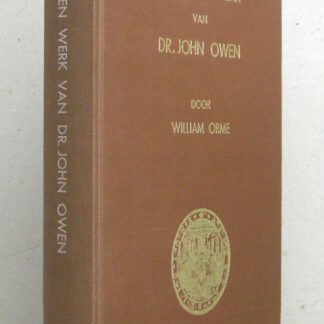 VAN
DR. JOHN OWEN
DOOR
WILLIAM ORME
EN WERK VAN DR. JOHN OWEN